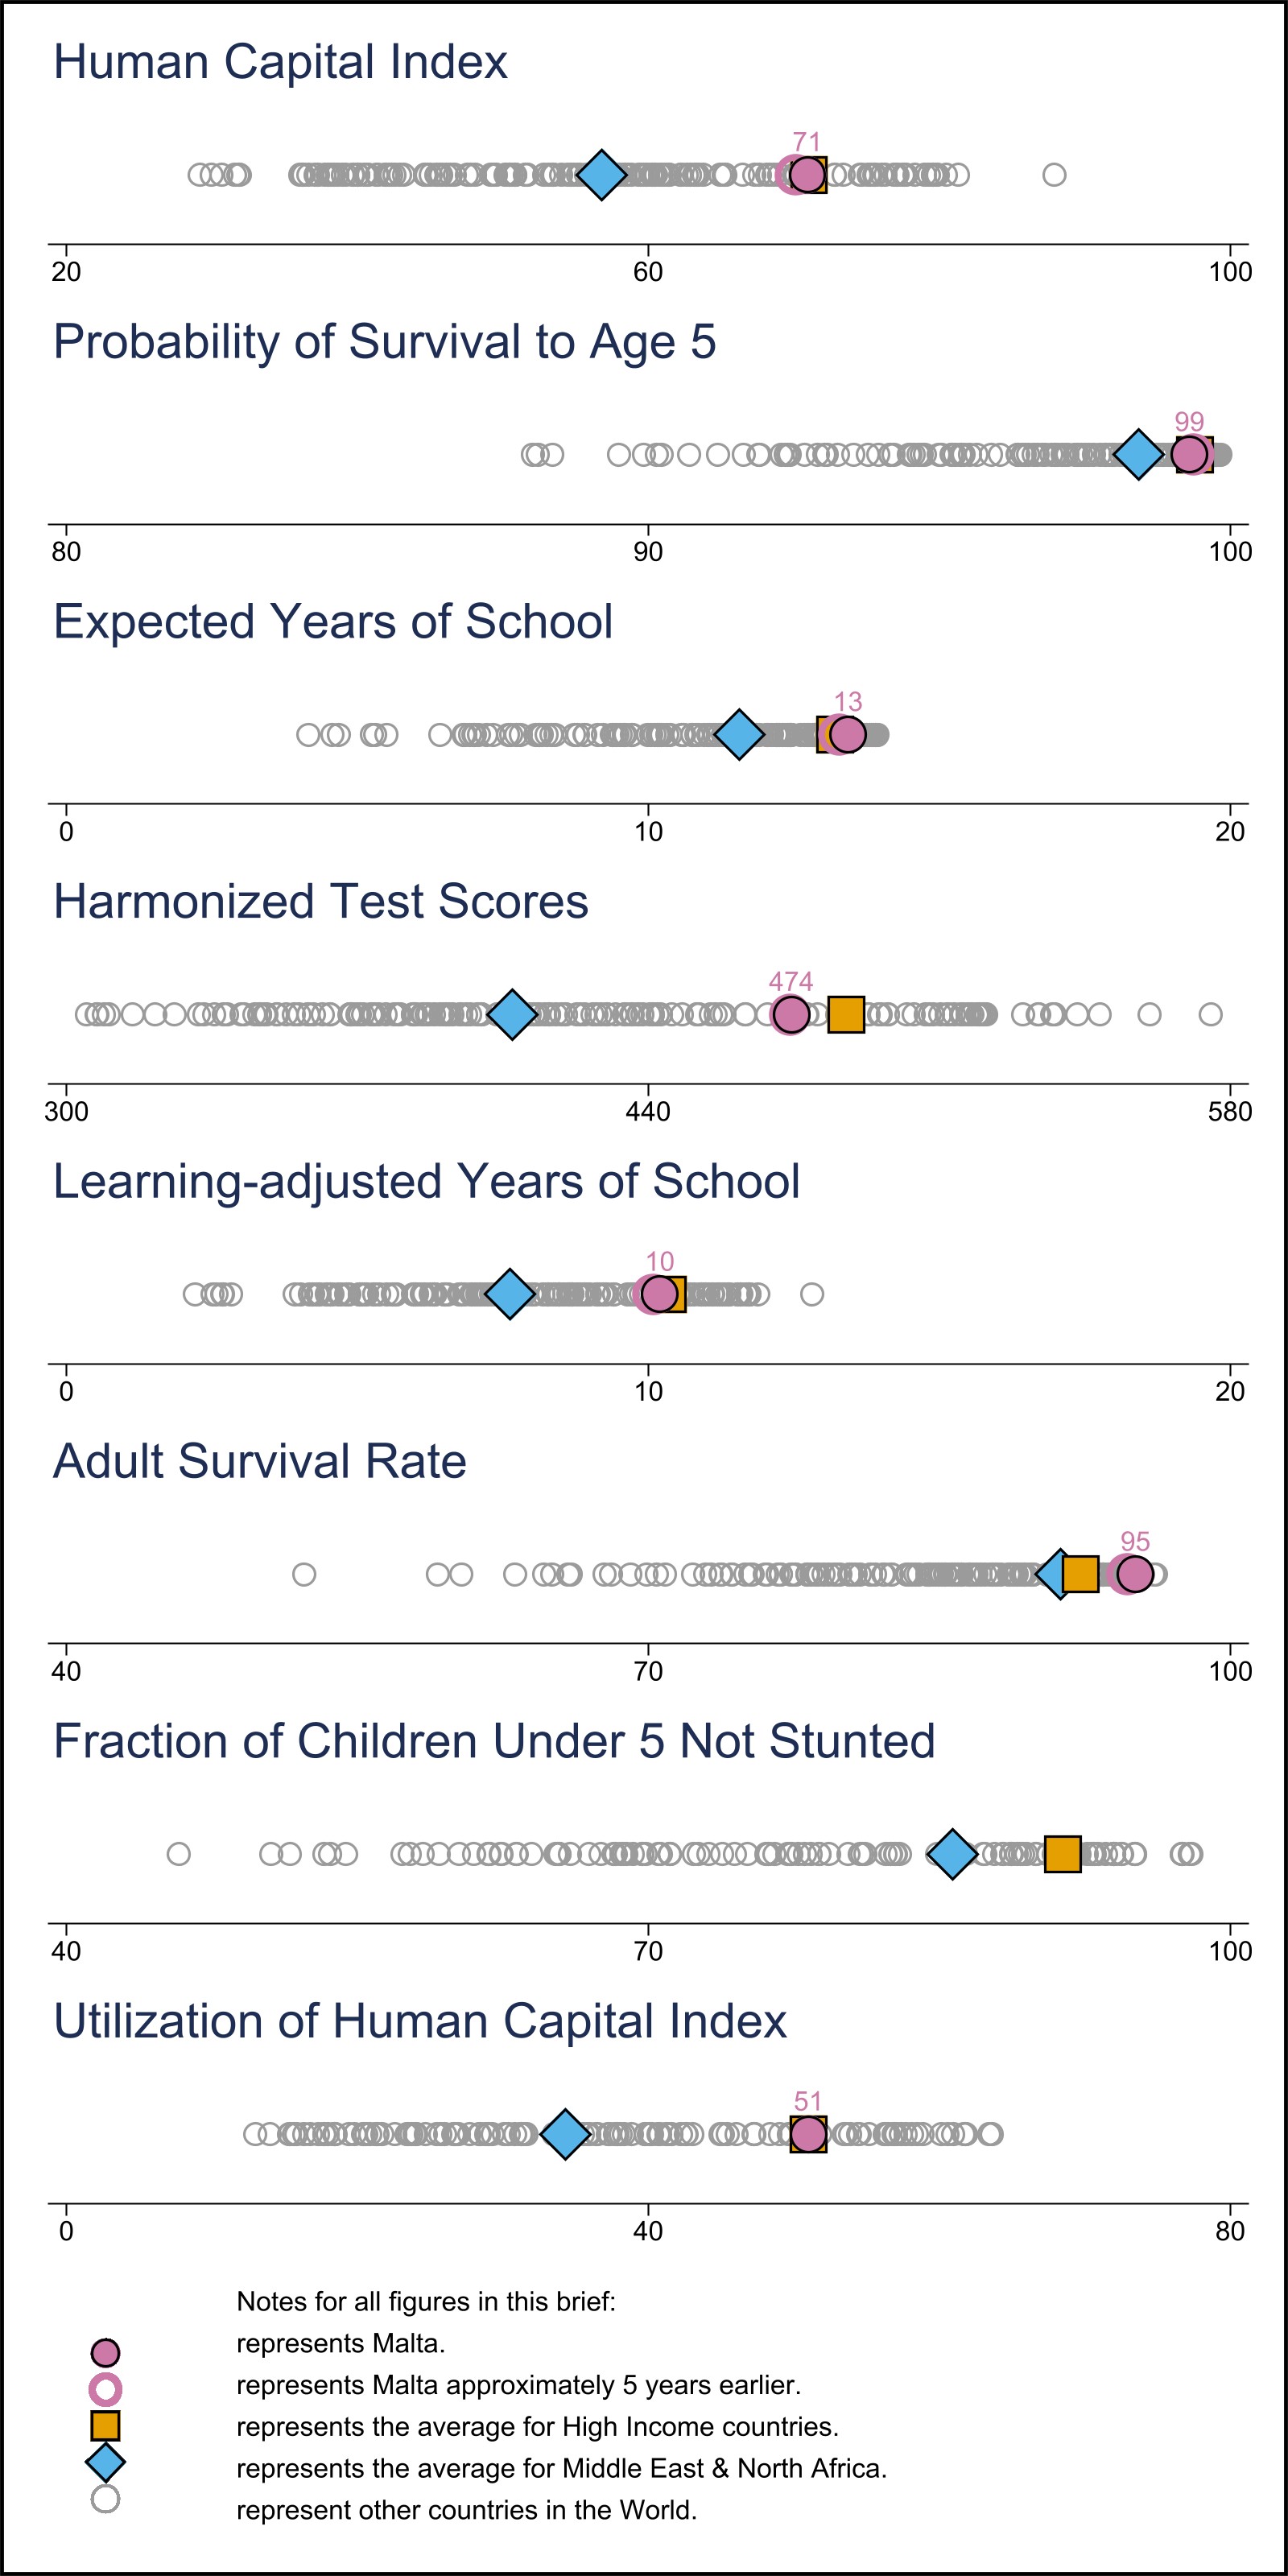 Human Capital Index
71
20 60 100
Probability of Survival to Age 5
99
80 90 100
Expected Years of School
13
0 10 20
Harmonized Test Scores
474
300 440 580
Learning-adjusted Years of School
10
0 10 20
Adult Survival Rate
95
40 70 100
Fraction of Children Under 5 Not Stunted
40 70 100
Utilization of Human Capital Index
51
0 40 80
Notes for all figures in this brief:
represents Malta.
represents Malta approximately 5 years earlier.
represents the average for High Income countries.
represents the average for Middle East & North Africa.
represent other countries in the World.